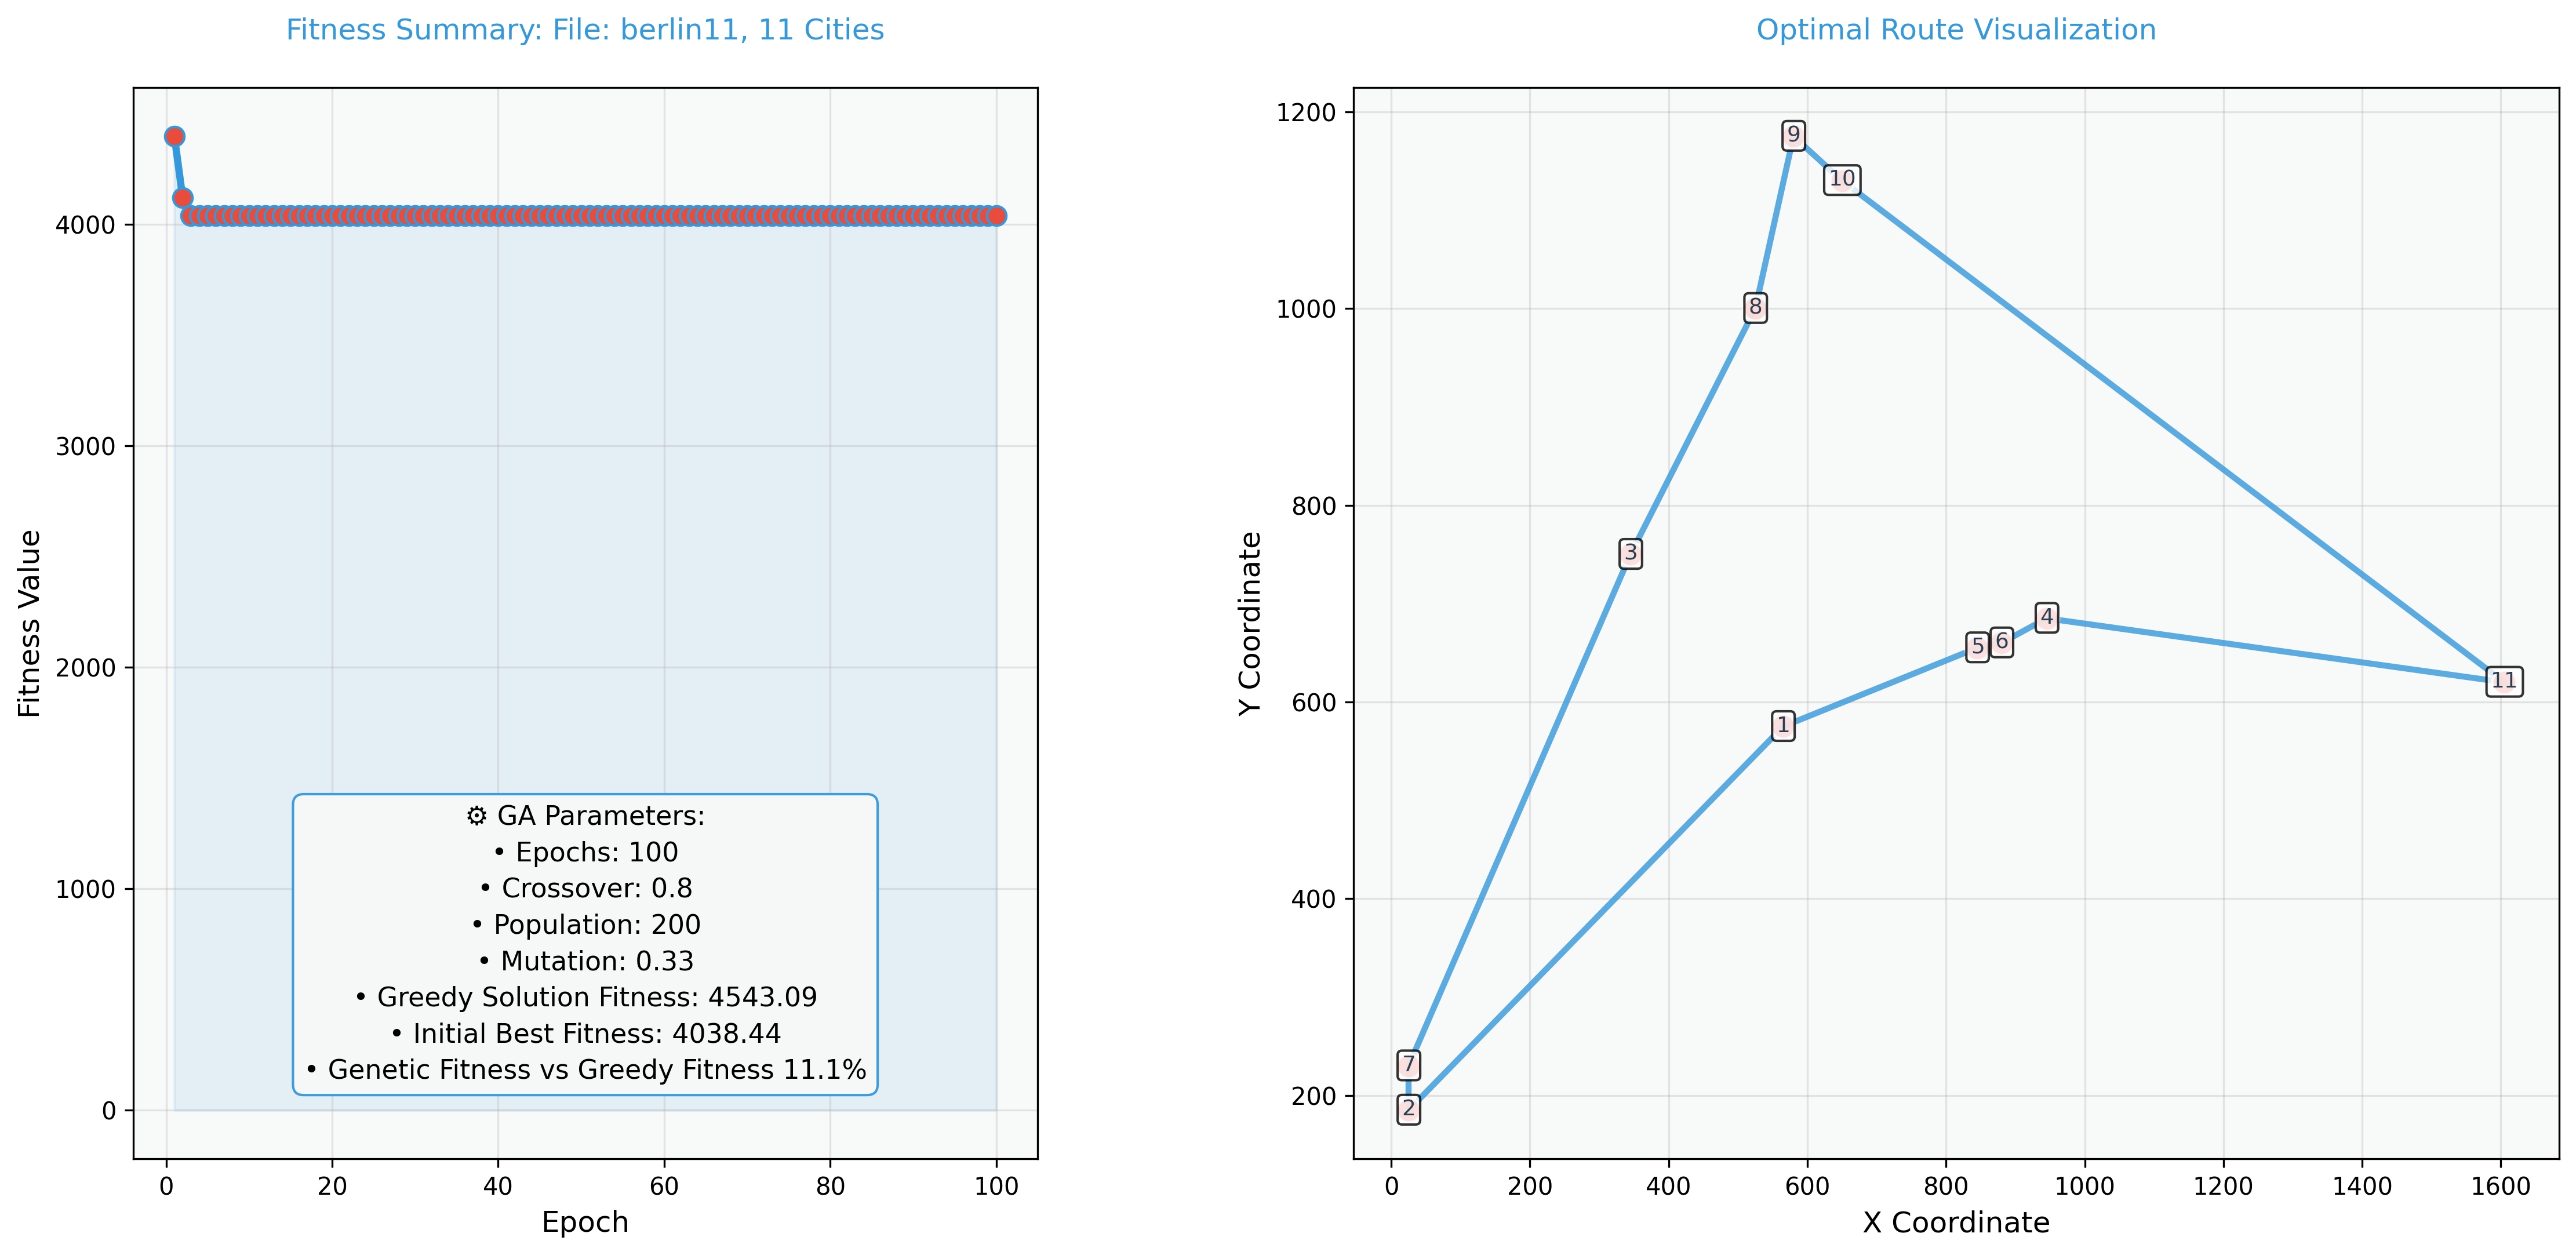 Fitness Summary: File: berlin11, 11 Cities
Fitness Value
4000
3000
2000
1000
0
⚙ GA Parameters:
• Epochs: 100
• Crossover: 0.8
• Population: 200
• Mutation: 0.33
• Greedy Solution Fitness: 4543.09
• Initial Best Fitness: 4038.44
• Genetic Fitness vs Greedy Fitness 11.1%
0 20 40 60 80 100
Epoch
Optimal Route Visualization
Y Coordinate
1200
1000
800
600
400
200
9
10
8
3
4
5 6
11
1
7
2
0 200 400 600 800 1000 1200 1400 1600
X Coordinate